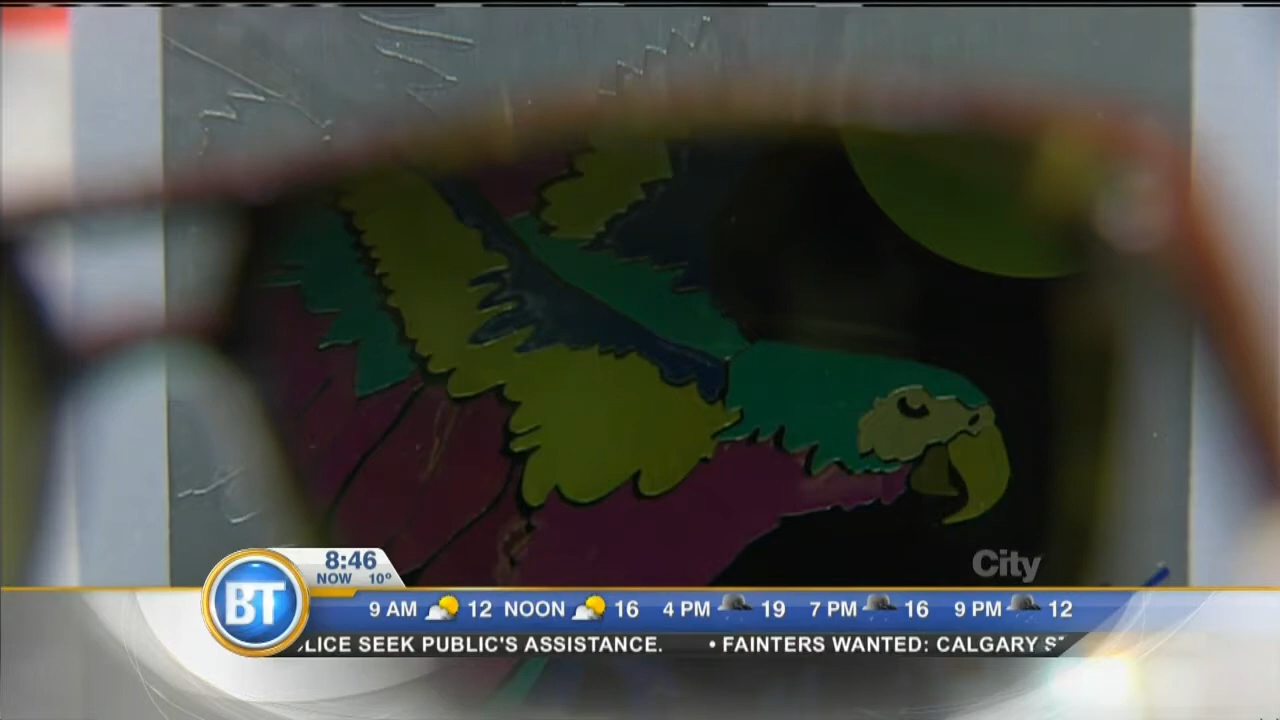 City
8:46
NOW 10°
BT
9 AM 12 NOON 16 4 PM 19 7 PM 16 9 PM 12
SEEK PUBLIC'S ASSISTANCE. • FAINTERS WANTED: CALGARY